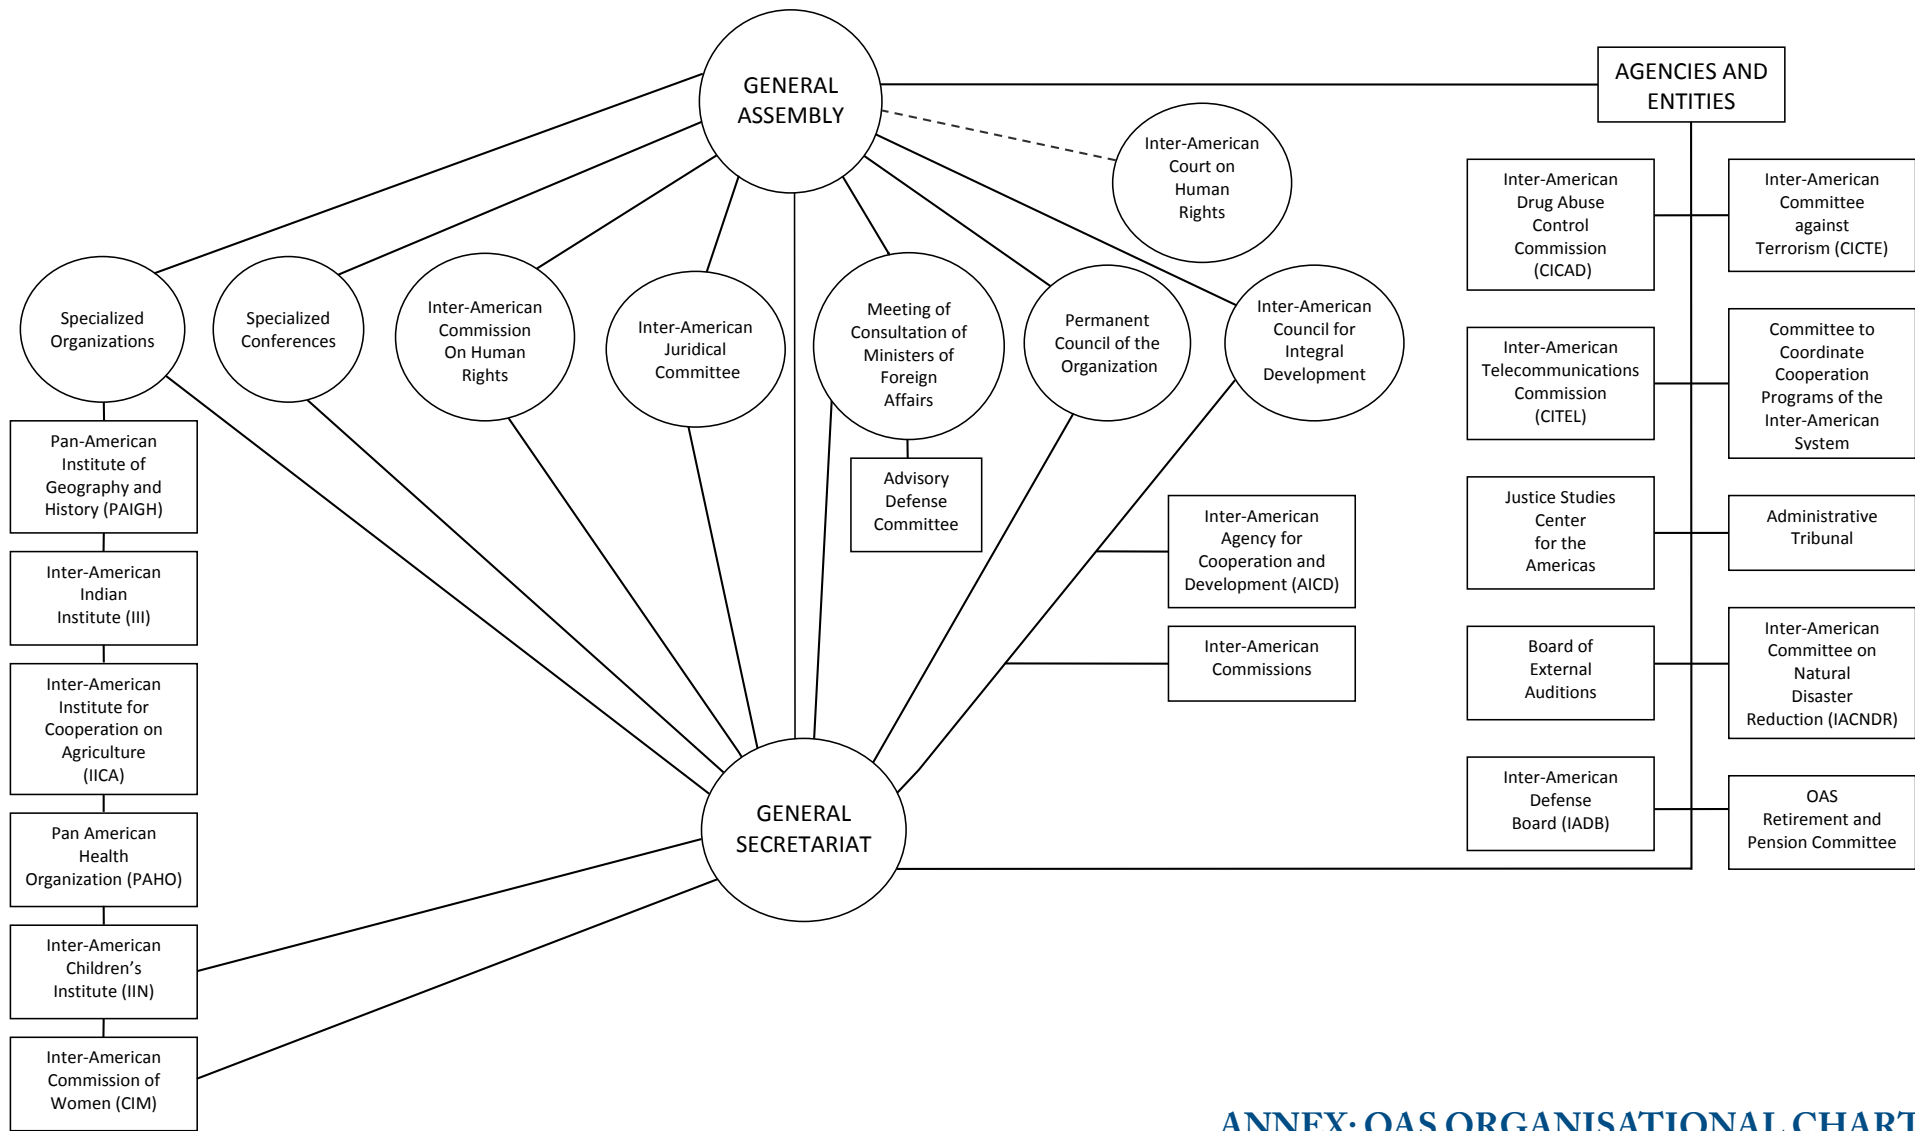 GENERAL
ASSEMBLY
AGENCIES AND
ENTITIES
Inter-American
Court on
Human
Rights
Inter-American
Drug Abuse
Control
Commission
(CICAD)
Inter-American
Committee
against
Terrorism (CICTE)
Specialized
Organizations
Specialized
Conferences
Inter-American
Commission
On Human
Rights
Inter-American
Juridical
Committee
Meeting of
Consultation of
Ministers of
Foreign
Affairs
Permanent
Council of the
Organization
Inter-American
Council for
Integral
Development
Inter-American
Telecommunications
Commission
(CITEL)
Committee to
Coordinate
Cooperation
Programs of the
Inter-American
System
Pan-American
Institute of
Geography and
History (PAIGH)
Advisory
Defense
Committee
Inter-American
Agency for
Cooperation and
Development (AICD)
Justice Studies
Center
for the
Americas
Administrative
Tribunal
Inter-American
Indian
Institute (III)
Inter-American
Commissions
Board of
External
Auditions
Inter-American
Committee on
Natural
Disaster
Reduction (IACNDR)
Inter-American
Institute for
Cooperation on
Agriculture
(IICA)
GENERAL
SECRETARIAT
Inter-American
Defense
Board (IADB)
OAS
Retirement and
Pension Committee
Pan American
Health
Organization (PAHO)
Inter-American
Children's
Institute (IIN)
Inter-American
Commission of
Women (CIM)
ANNEX: OAS ORGANISATIONAL CHART